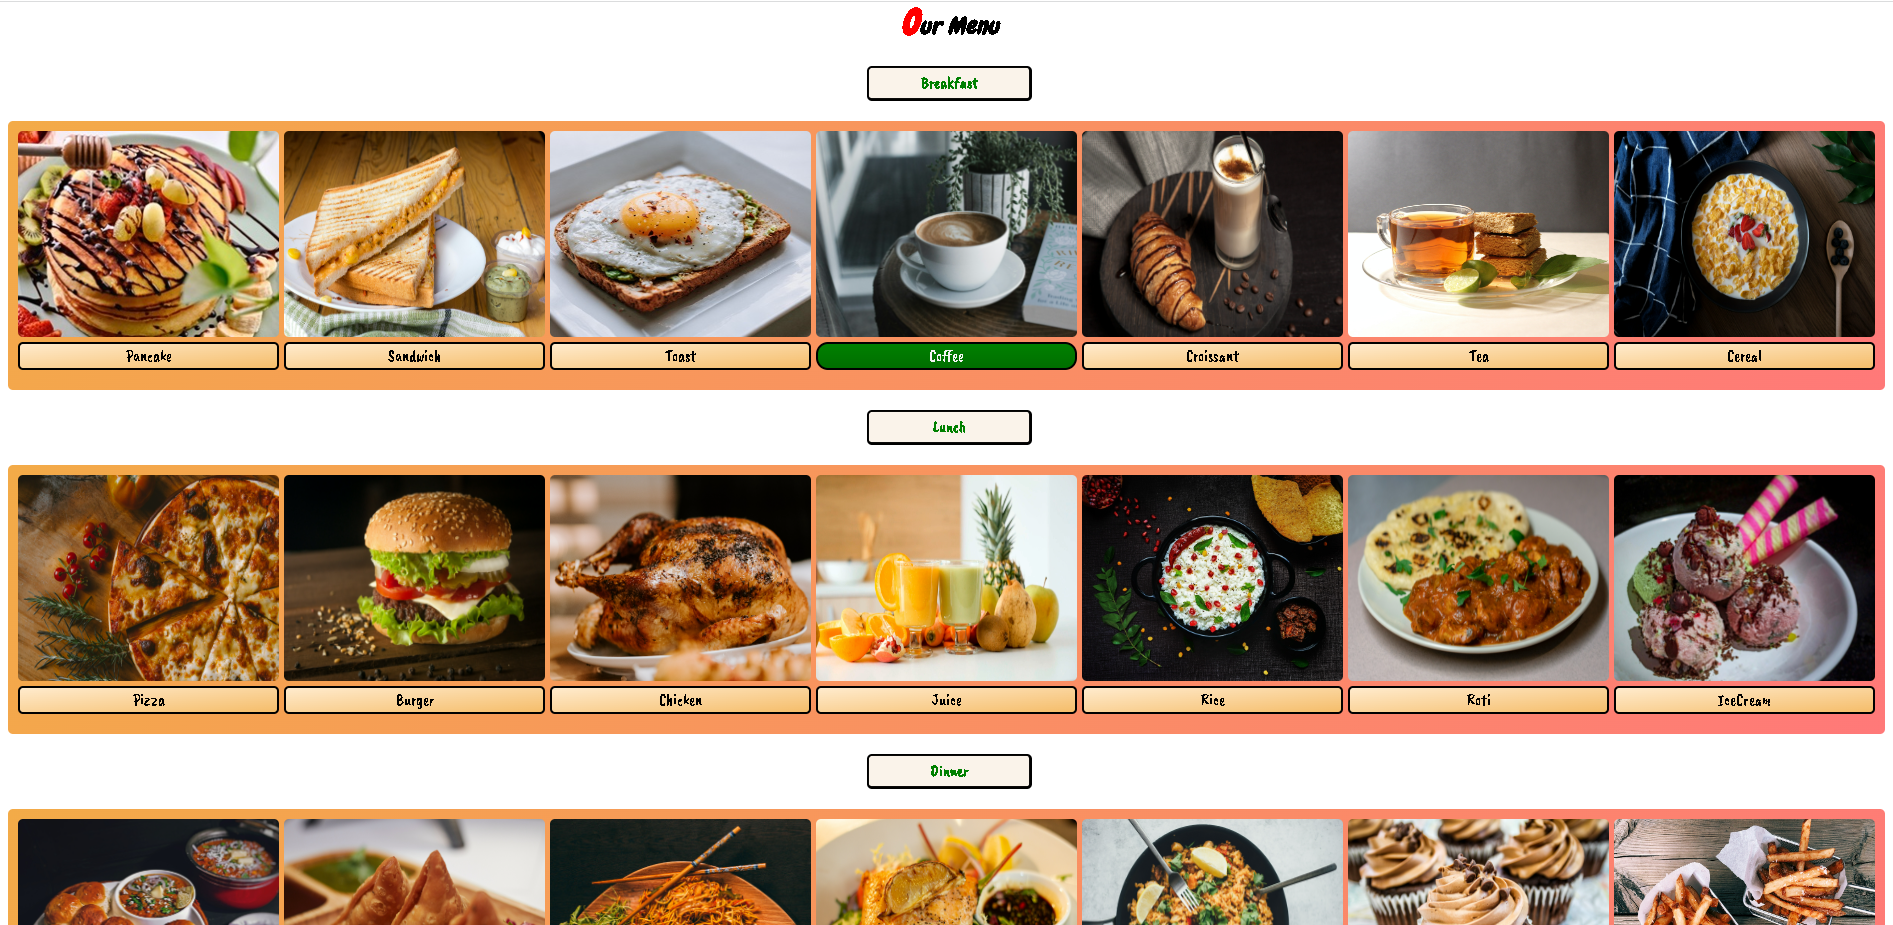 Our Menu
Breakfast
Pancake
Sandwich
Toast
Coffee
Croissant
Tea
Cereal
Lunch
Pizza
Burger
Chicken
Juice
Rice
Roti
IceCream
Dinner